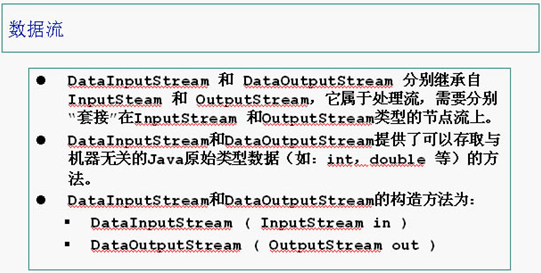 数据流
● DataInputStream 和 DataOutputStream 分别继承自
InputSteam 和 OutputStream，它属于处理流，需要分别
“套接”在InputStream 和OutputStream类型的节点流上。
● DataInputStream和DataOutputStream提供了可以存取与
机器无关的Java原始类型数据（如：int，double 等）的方
法。
● DataInputStream和DataOutputStream的构造方法为：
▪ DataInputStream ( InputStream in )
▪ DataOutputStream ( OutputStream out )